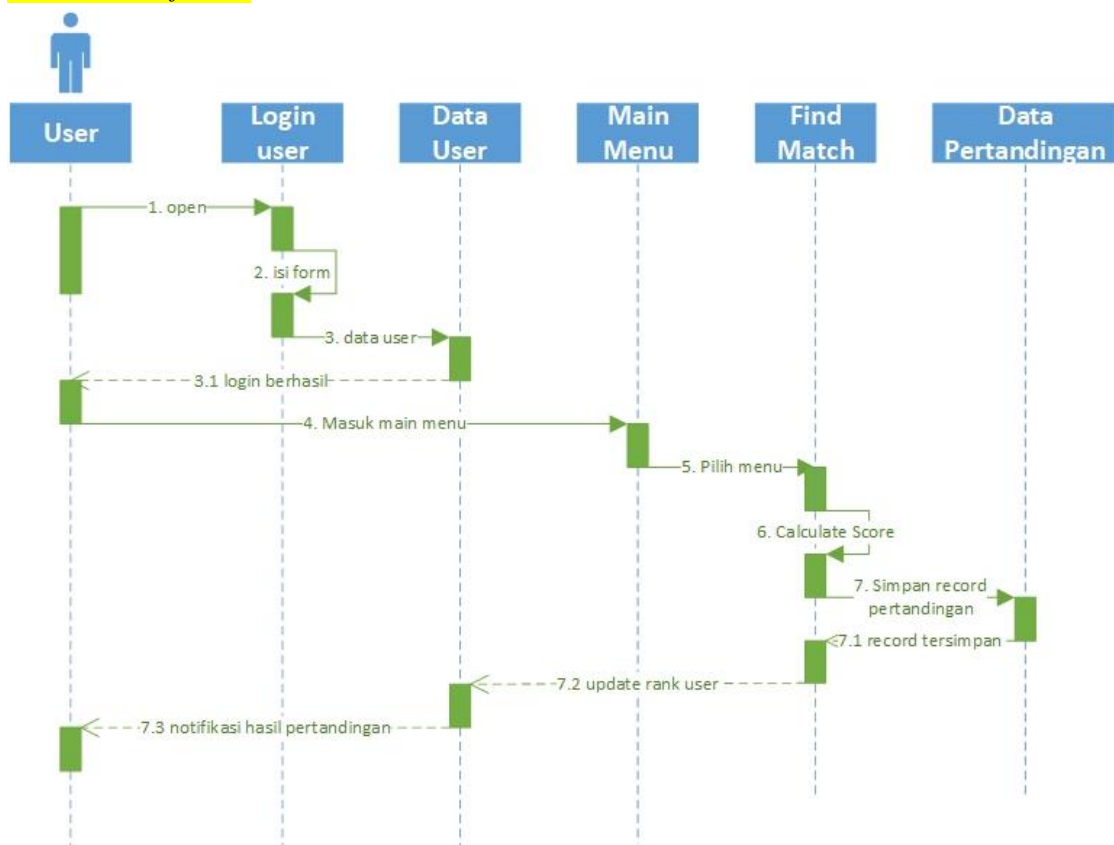 User
Login
user
Data
User
Main
Menu
Find
Match
Data
Pertandingan
1. open
2. isi form
3. data user
3.1 login berhasil
4. Masuk main menu
5. Pilih menu
6. Calculate Score
7. Simpan record
pertandingan
7.1 record tersimpan
7.2 update rank user
7.3 notifikasi hasil pertandingan